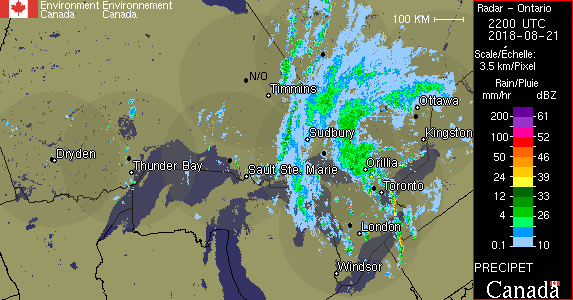 Environment Environnement
Canada Canada
100 KM
N/O
Timmins
Ottawa
Sudbury
Kingston
Dryden
Thunder Bay
Sault Ste. Marie
Orillia
Toronto
London
Windsor
Radar - Ontario
2200 UTC
2018-08-21
Scale/Échelle:
3.5 km/Pixel
Rain/Pluie
mm/hr dBZ
200 61
100 52
50 46
24 39
12 33
4 26
0.1 10
PRECIPET
Canada